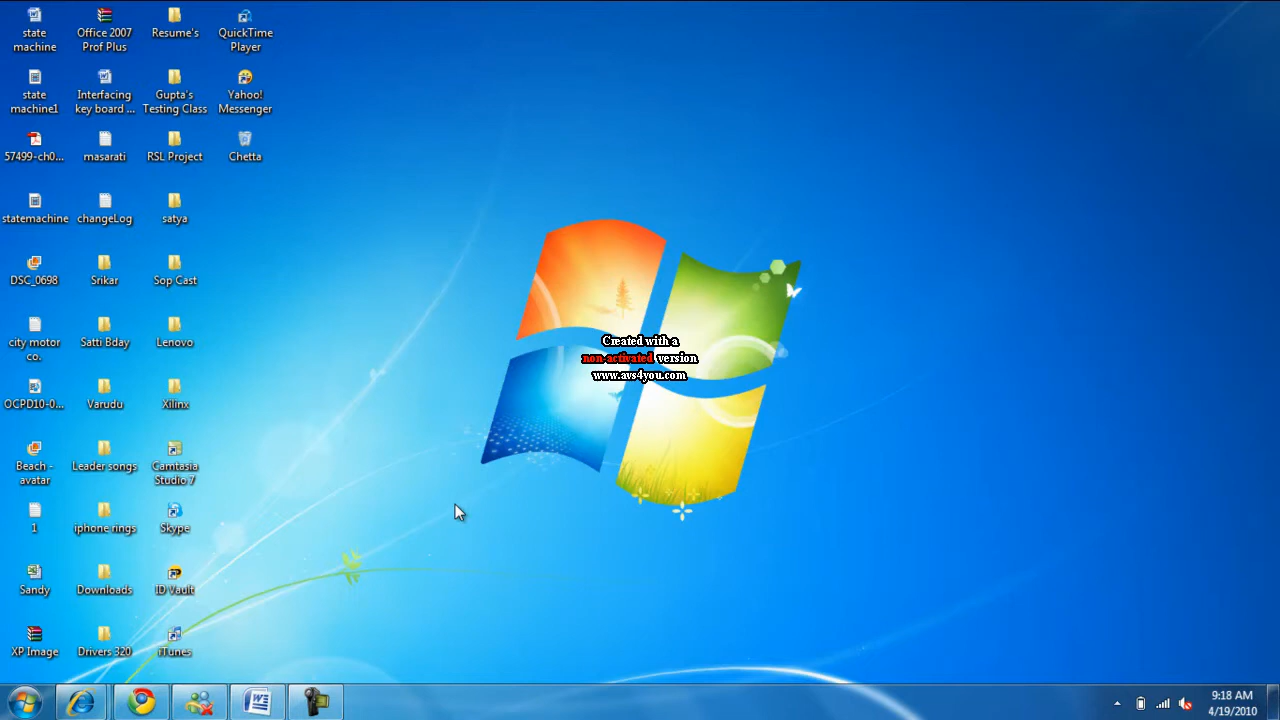 state
machine
Office 2007
Prof Plus
Resume's
QuickTime
Player
state
machine1
Interfacing
key board ...
Gupta's
Testing Class
Yahoo!
Messenger
57499-ch0...
masarati
RSL Project
Chetta
statemachine
changeLog
satya
DSC_0698
Srikar
Sop Cast
city motor
co.
Satti Bday
Lenovo
OCPD10-0...
Varudu
Xilinx
Beach -
avatar
Leader songs
Camtasia
Studio 7
1
iphone rings
Skype
Sandy
Downloads
ID Vault
XP Image
Drivers 320
iTunes
Created with a
non-activated version
www.avs4you.com
9:18 AM
4/19/2010